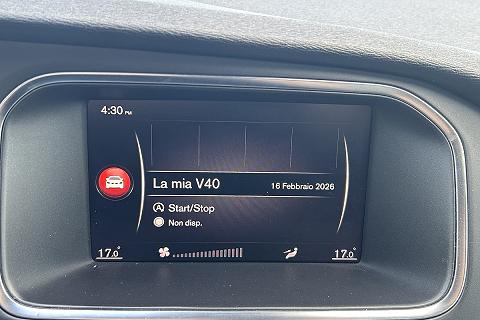 4:30 PM
La mia V40 16 Febbraio 2026
Start/Stop
Non disp.
17.0° 17.0°